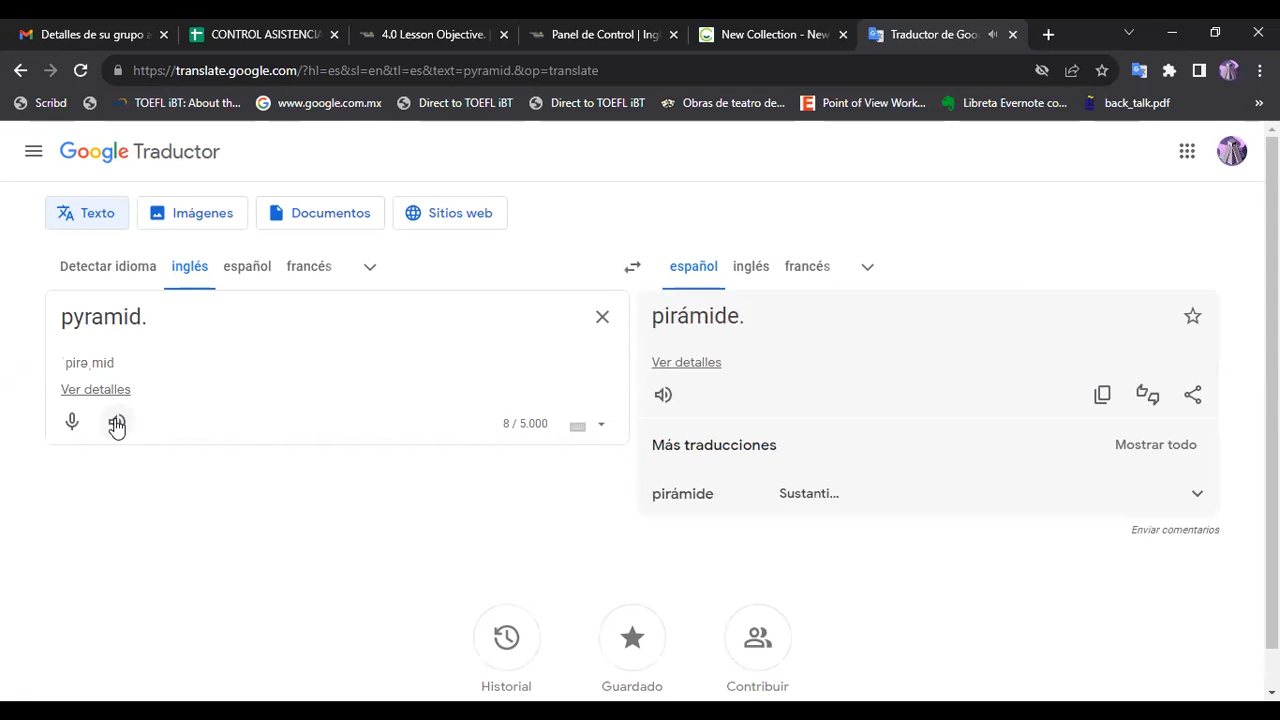 Detalles de su grupo a
CONTROL ASISTENCIA
4.0 Lesson Objective.
Panel de Control | Ingl
New Collection - New
Traductor de Goo
https://translate.google.com/?hl=es&sl=en&tl=es&text=pyramid.&op=translate
Scribd
TOEFL iBT: About th...
www.google.com.mx
Direct to TOEFL iBT
Direct to TOEFL iBT
Obras de teatro de...
Point of View Work...
Libreta Evernote co...
back_talk.pdf
»
Google Traductor
Texto
Imágenes
Documentos
Sitios web
Detectar idioma
inglés
español
francés
español
inglés
francés
pyramid.
pirámide.
ˈpirəˌmid
Ver detalles
Ver detalles
8 / 5.000
Más traducciones
Mostrar todo
pirámide
Sustanti...
Enviar comentarios
Historial
Guardado
Contribuir